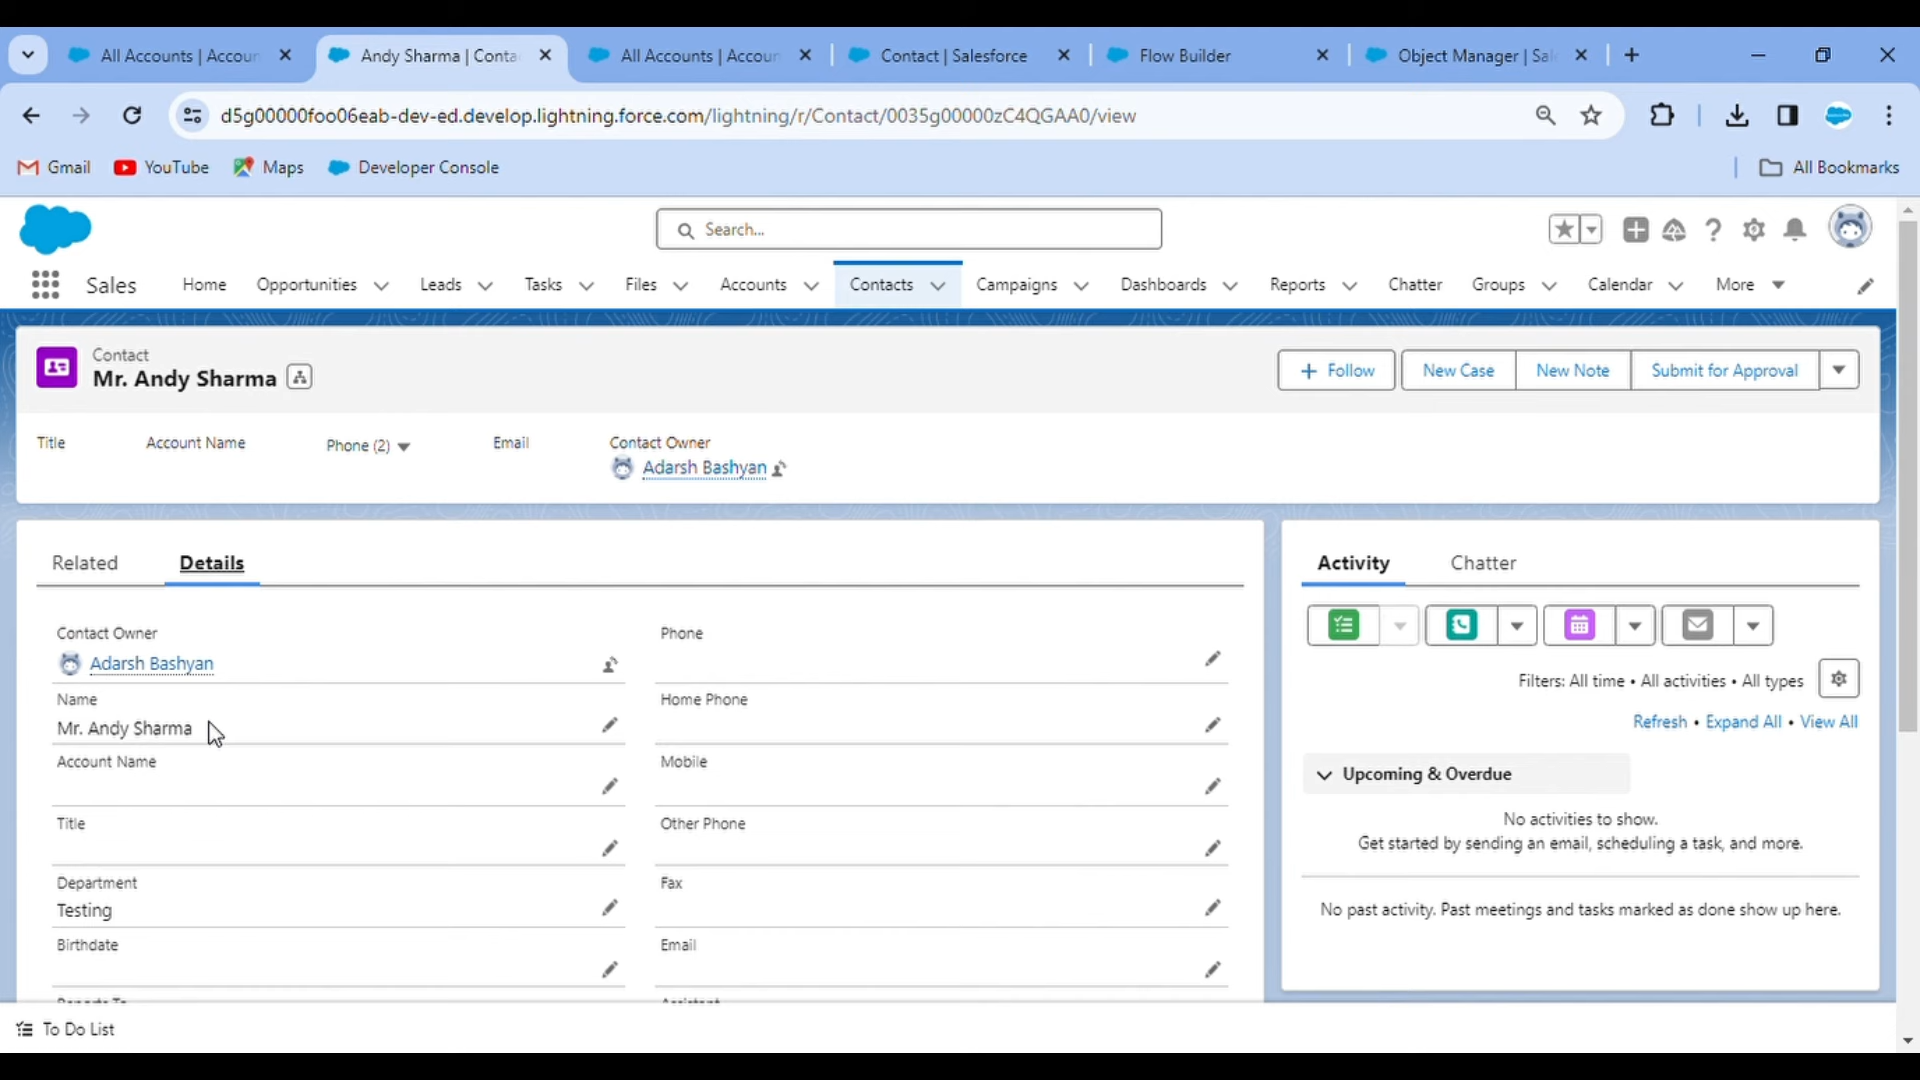 All Accounts | Accoun
Andy Sharma | Conta
All Accounts | Accoun
Contact | Salesforce
Flow Builder
Object Manager | Sal
d5g00000foo06eab-dev-ed.develop.lightning.force.com/lightning/r/Contact/0035g00000zC4QGAA0/view
Gmail
YouTube
Maps
Developer Console
All Bookmarks
Search...
Sales
Home
Opportunities
Leads
Tasks
Files
Accounts
Contacts
Campaigns
Dashboards
Reports
Chatter
Groups
Calendar
More
Contact
Mr. Andy Sharma
Follow
New Case
New Note
Submit for Approval
Title
Account Name
Phone (2)
Email
Contact Owner
Adarsh Bashyan
Related
Details
Activity
Chatter
Contact Owner
Adarsh Bashyan
Phone
Name
Mr. Andy Sharma
Home Phone
Account Name
Mobile
Title
Other Phone
Department
Testing
Fax
Birthdate
Email
Reports To
Assistant
Filters: All time • All activities • All types
Refresh • Expand All • View All
Upcoming & Overdue
No activities to show.
Get started by sending an email, scheduling a task, and more.
No past activity. Past meetings and tasks marked as done show up here.
To Do List